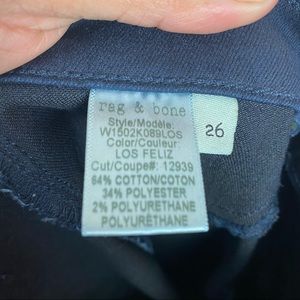 rag & bone
Style/Modèle:
W1502K089LOS
Color/Couleur:
LOS FELIZ
Cut/Coupe#: 12939
64% COTTON/COTON
34% POLYESTER
2% POLYURETHANE
POLYURÉTHANE
26